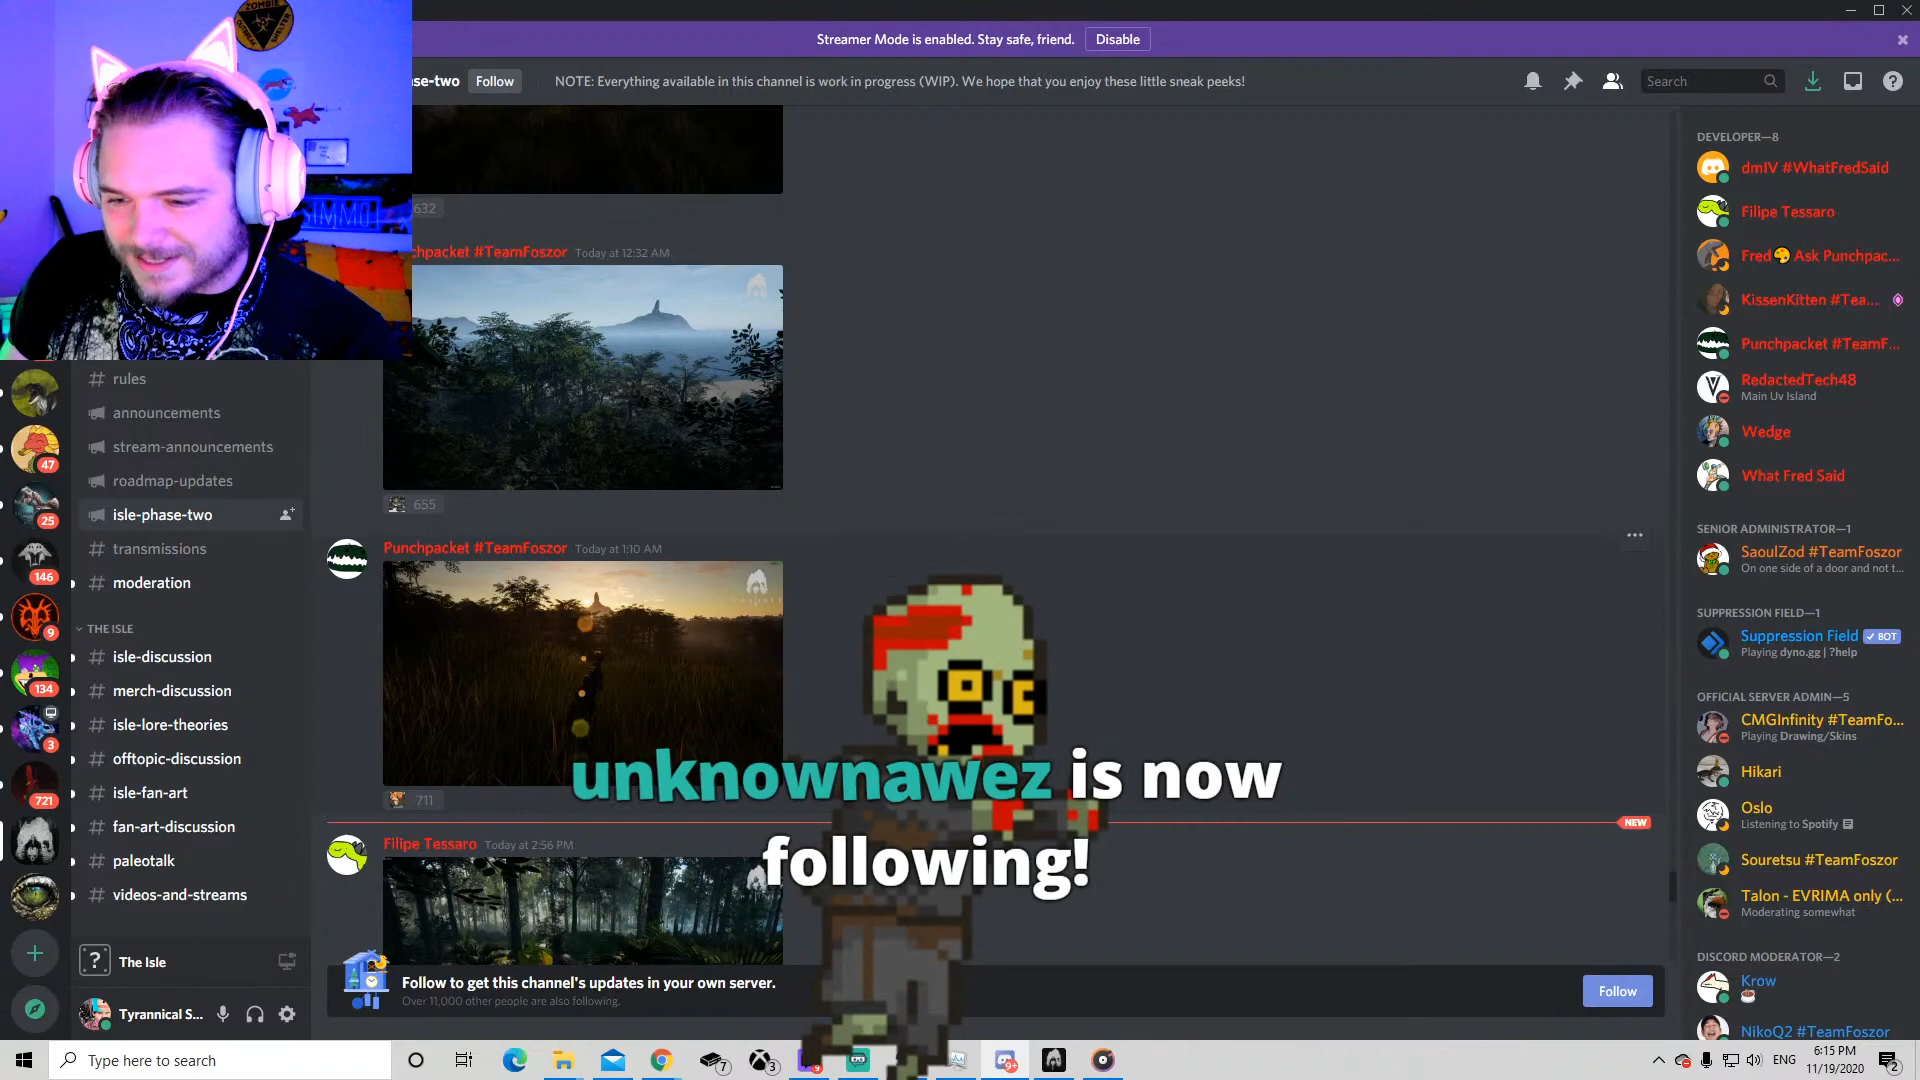 ZOMBIE
Streamer Mode is enabled. Stay safe, friend.
Disable
se-two
Follow
NOTE: Everything available in this channel is work in progress (WIP). We hope that you enjoy these little sneak peeks!
Search
632
chpacket #TeamFoszor Today at 12:32 AM
655
Punchpacket #TeamFoszor Today at 1:10 AM
711
NEW
Filipe Tessaro Today at 2:56 PM
unknownawez is now
following!
Follow to get this channel's updates in your own server.
Over 11,000 other people are also following.
Follow
SIMMO
rules
announcements
stream-announcements
roadmap-updates
isle-phase-two
transmissions
moderation
THE ISLE
isle-discussion
merch-discussion
isle-lore-theories
offtopic-discussion
isle-fan-art
fan-art-discussion
paleotalk
videos-and-streams
47
25
146
9
134
3
721
The Isle
Tyrannical S...
DEVELOPER—8
dmIV #WhatFredSaid
Filipe Tessaro
Fred Ask Punchpac...
KissenKitten #Tea...
Punchpacket #TeamF...
RedactedTech48
Main Uv Island
Wedge
What Fred Said
SENIOR ADMINISTRATOR—1
SaoulZod #TeamFoszor
On one side of a door and not t...
SUPPRESSION FIELD—1
Suppression Field BOT
Playing dyno.gg | ?help
OFFICIAL SERVER ADMIN—5
CMGInfinity #TeamFo...
Playing Drawing/Skins
Hikari
Oslo
Listening to Spotify
Souretsu #TeamFoszor
Talon - EVRIMA only (...
Moderating somewhat
DISCORD MODERATOR—2
Krow
NikoQ2 #TeamFoszor
Type here to search
7
3
9
9+
ENG
6:15 PM
11/19/2020
2